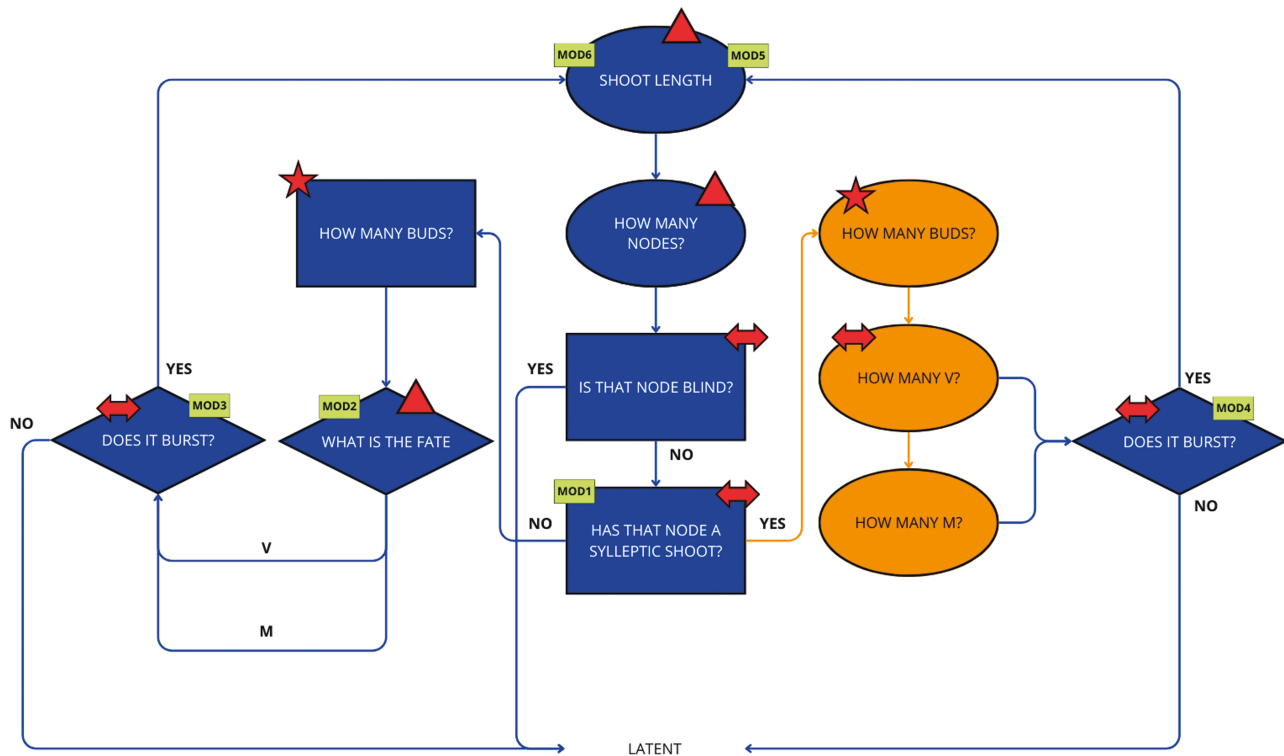 MOD6
MOD5
SHOOT LENGTH
HOW MANY BUDS?
HOW MANY
NODES?
HOW MANY BUDS?
YES
YES
IS THAT NODE BLIND?
HOW MANY V?
YES
NO
MOD3
DOES IT BURST?
MOD2
WHAT IS THE FATE
MOD4
DOES IT BURST?
NO
MOD1
NO
HAS THAT NODE A
SYLLEPTIC SHOOT?
YES
HOW MANY M?
NO
V
M
LATENT